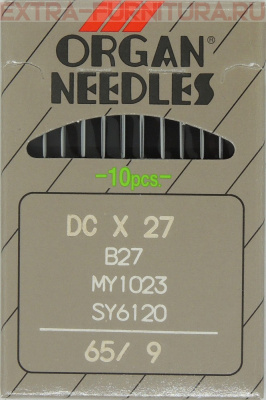 EXTRA-FURNITURA.RU
ORGAN®
NEEDLES
-10pcs.-
DC X 27
B27
MY1023
SY6120
65/ 9